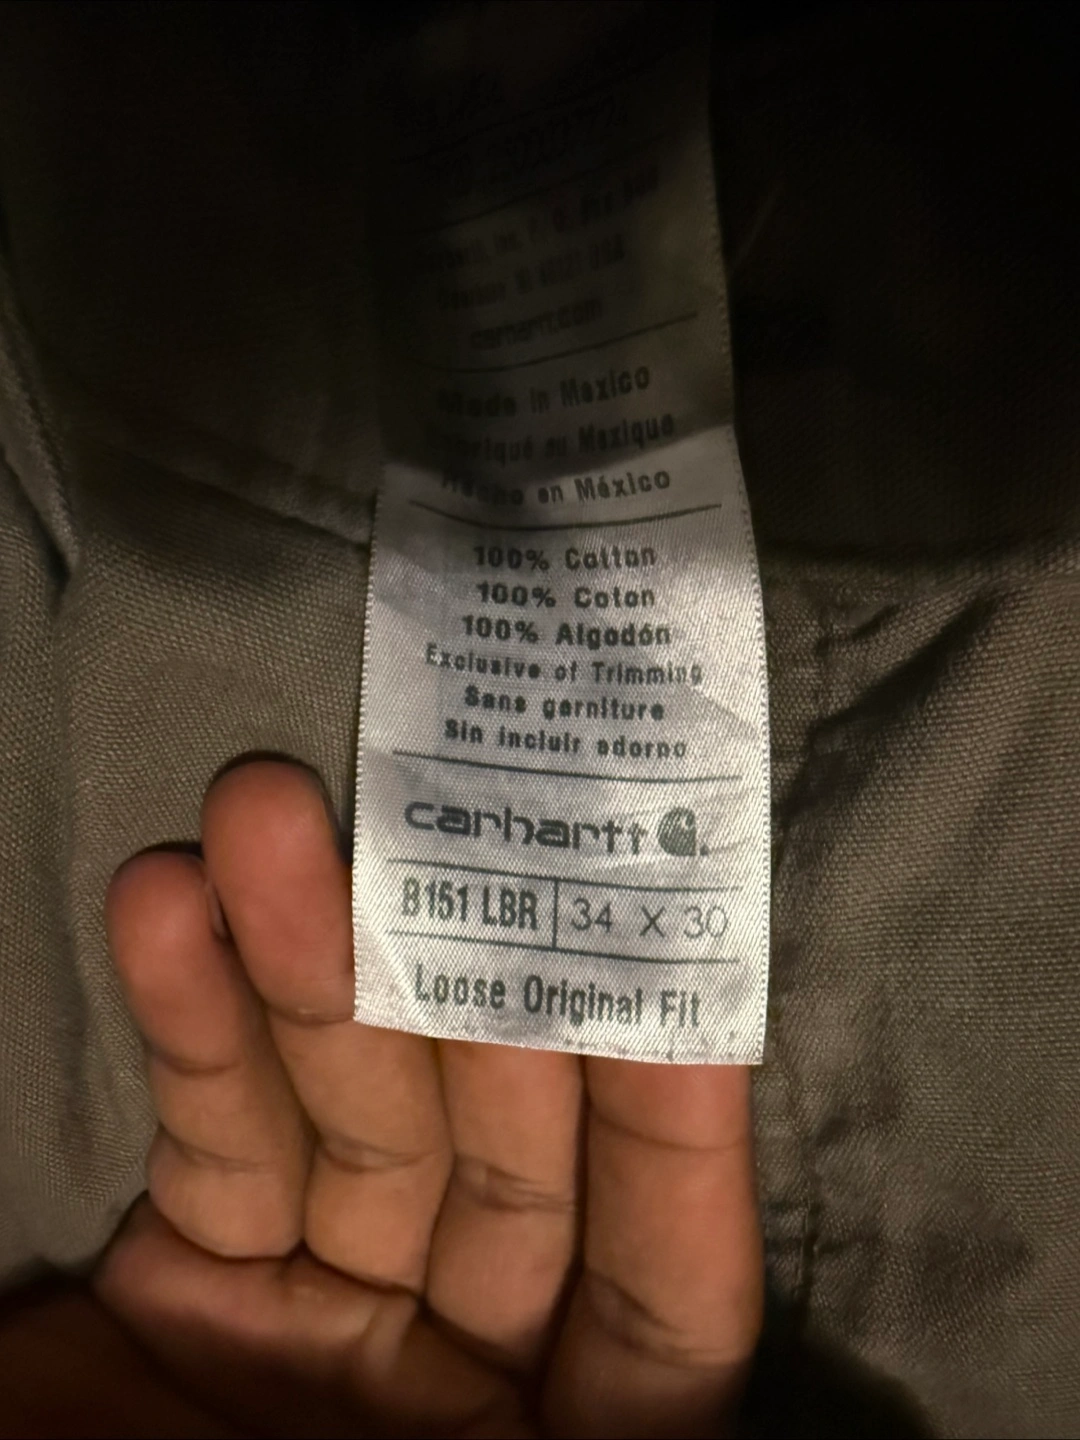 carhartt.com
Made in Mexico
Fabriqué au Mexique
Hecho en México
100% Cotton
100% Coton
100% Algodón
Exclusive of Trimming
Sans garniture
Sin incluir adorno
carhartt
B151 LBR 34 X 30
Loose Original Fit